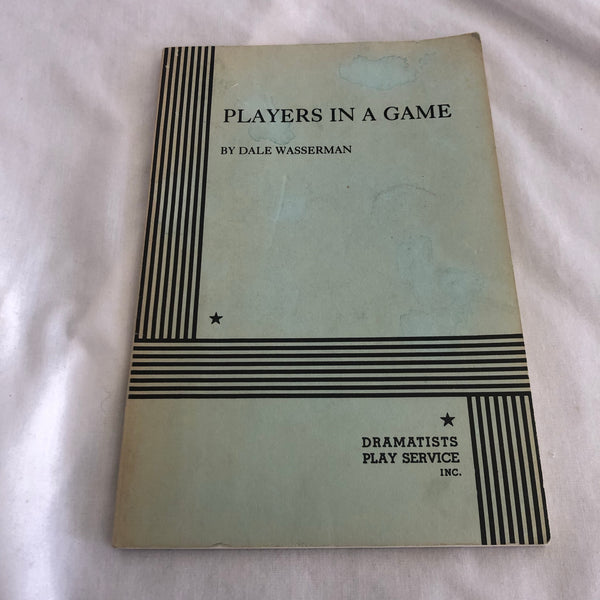 PLAYERS IN A GAME
BY DALE WASSERMAN
DRAMATISTS
PLAY SERVICE
INC.